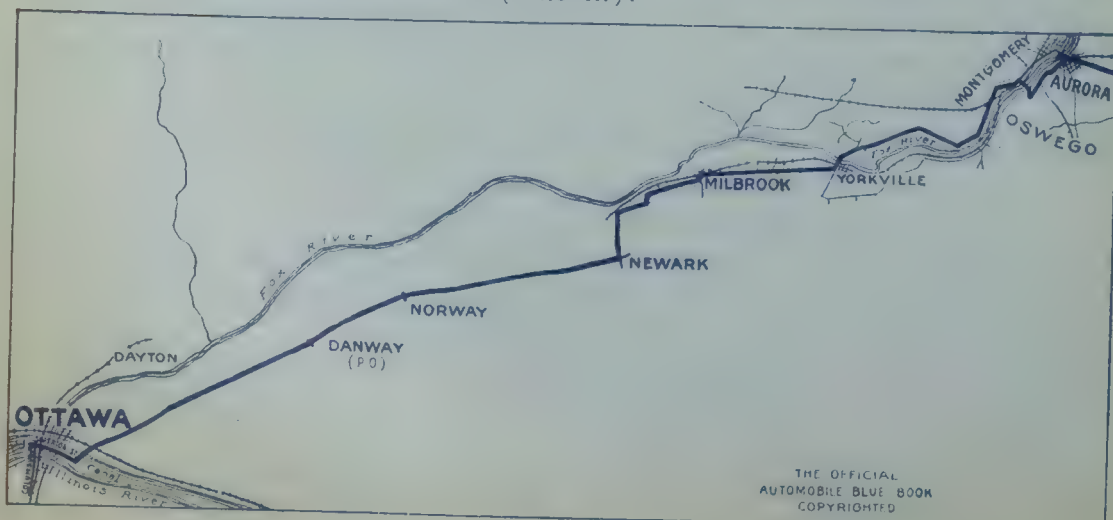 MONTGOMERY
AURORA
OSWEGO
Fox River
MILBROOK
YORKVILLE
Fox River
NEWARK
NORWAY
DANWAY
(PO)
DAYTON
OTTAWA
Canal
Illinois River
THE OFFICIAL
AUTOMOBILE BLUE BOOK
COPYRIGHTED